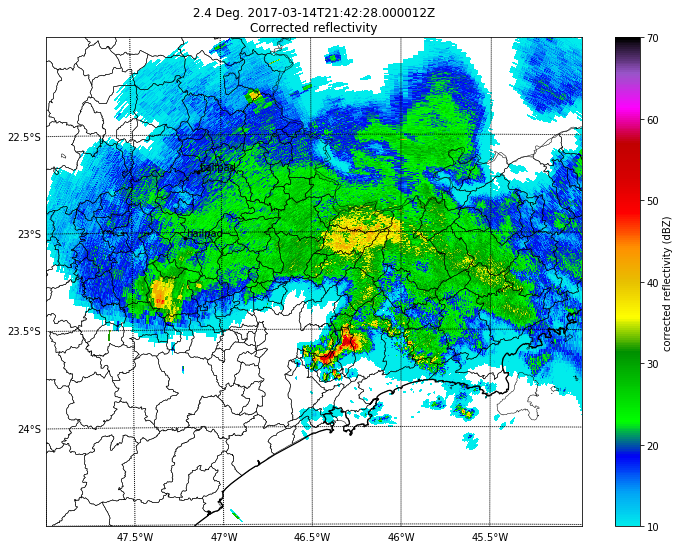 2.4 Deg. 2017-03-14T21:42:28.000012Z
Corrected reflectivity
22.5°S
23°S
23.5°S
24°S
47.5°W
47°W
46.5°W
46°W
45.5°W
70
60
50
40
30
20
10
corrected reflectivity (dBZ)